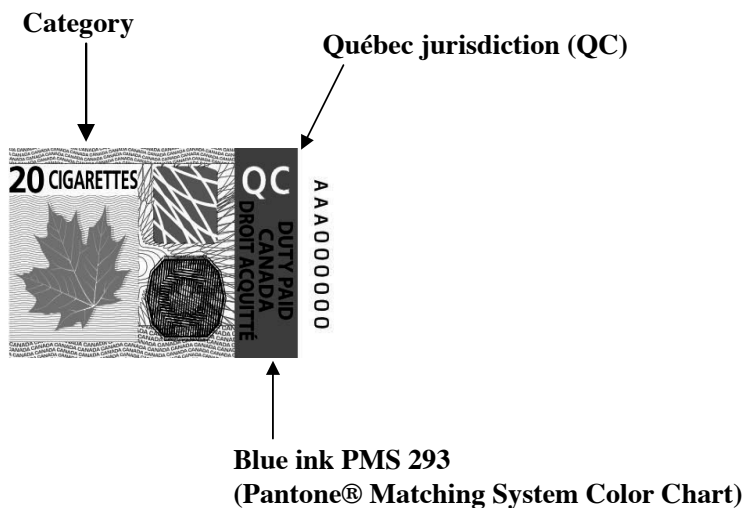 Category
Québec jurisdiction (QC)
20 CIGARETTES
QC
DUTY PAID
CANADA
DROIT ACQUITTÉ
AAA000000
Blue ink PMS 293
(Pantone® Matching System Color Chart)